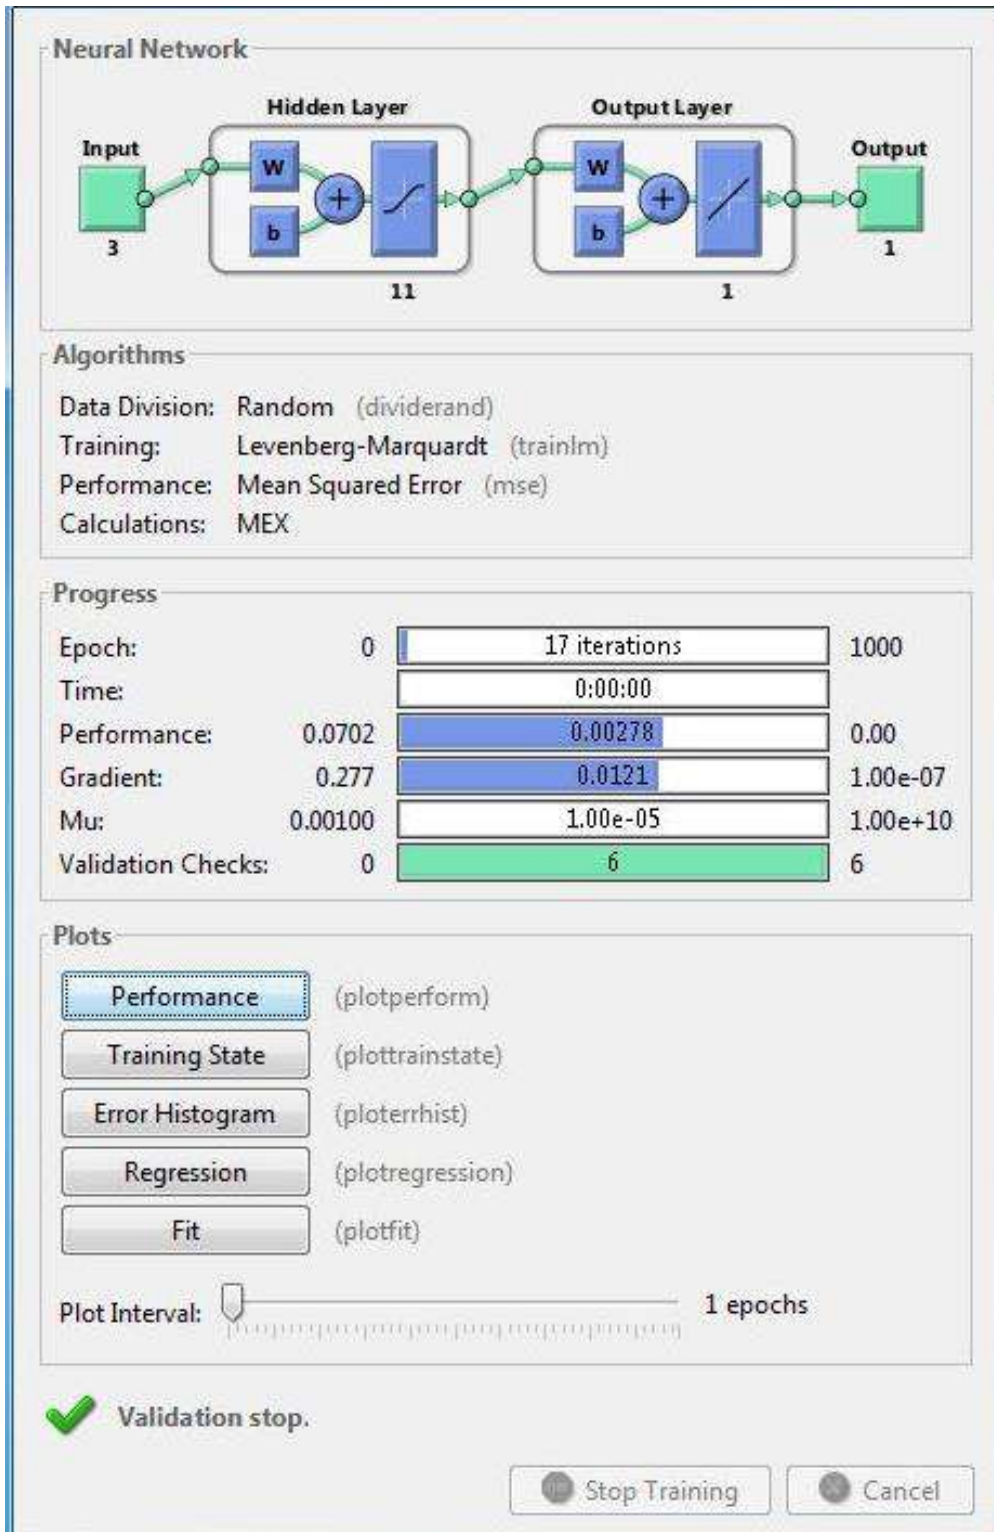 Neural Network
Hidden Layer Output Layer
Input Output
W W
b b
3 1
11 1
Algorithms
Data Division: Random (dividerand)
Training: Levenberg-Marquardt (trainlm)
Performance: Mean Squared Error (mse)
Calculations: MEX
Progress
Epoch: 0 17 iterations 1000
Time: 0:00:00
Performance: 0.0702 0.00278 0.00
Gradient: 0.277 0.0121 1.00e-07
Mu: 0.00100 1.00e-05 1.00e+10
Validation Checks: 0 6 6
Plots
Performance (plotperform)
Training State (plottrainstate)
Error Histogram (ploterrhist)
Regression (plotregression)
Fit (plotfit)
Plot Interval: 1 epochs
Validation stop.
Stop Training Cancel